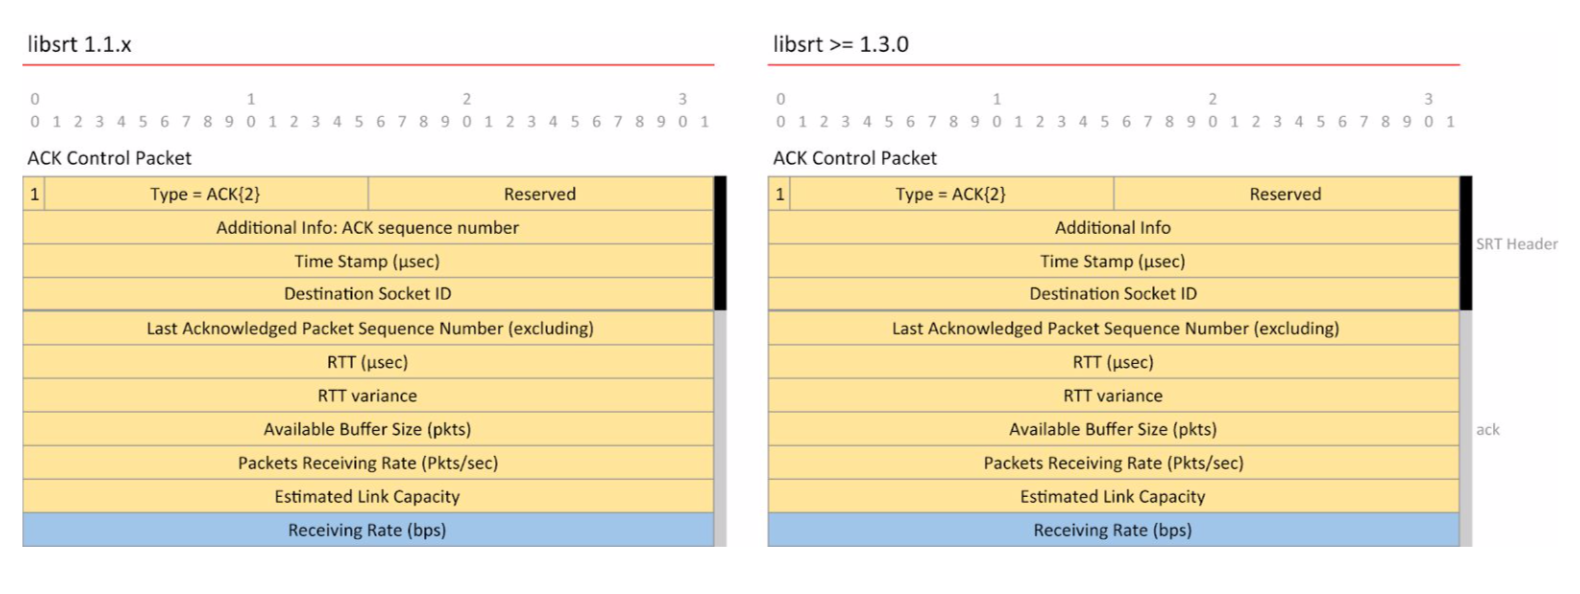 libsrt 1.1.x
0 1 2 3
0 1 2 3 4 5 6 7 8 9 0 1 2 3 4 5 6 7 8 9 0 1 2 3 4 5 6 7 8 9 0 1
ACK Control Packet
1 Type = ACK{2} Reserved
Additional Info: ACK sequence number
Time Stamp (µsec)
Destination Socket ID
Last Acknowledged Packet Sequence Number (excluding)
RTT (µsec)
RTT variance
Available Buffer Size (pkts)
Packets Receiving Rate (Pkts/sec)
Estimated Link Capacity
Receiving Rate (bps)
libsrt >= 1.3.0
0 1 2 3
0 1 2 3 4 5 6 7 8 9 0 1 2 3 4 5 6 7 8 9 0 1 2 3 4 5 6 7 8 9 0 1
ACK Control Packet
1 Type = ACK{2} Reserved
Additional Info
Time Stamp (µsec)
Destination Socket ID
Last Acknowledged Packet Sequence Number (excluding)
RTT (µsec)
RTT variance
Available Buffer Size (pkts)
Packets Receiving Rate (Pkts/sec)
Estimated Link Capacity
Receiving Rate (bps)
SRT Header
ack